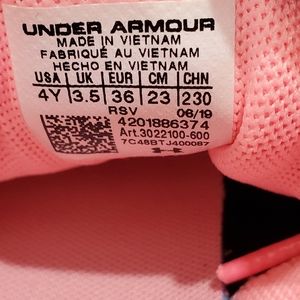 UNDER ARMOUR
MADE IN VIETNAM
FABRIQUÉ AU VIETNAM
HECHO EN VIETNAM
USA UK EUR CM CHN
4Y 3.5 36 23 230
RSV 06/19
4201886374
Art.3022100-600
7C48BTJ400087